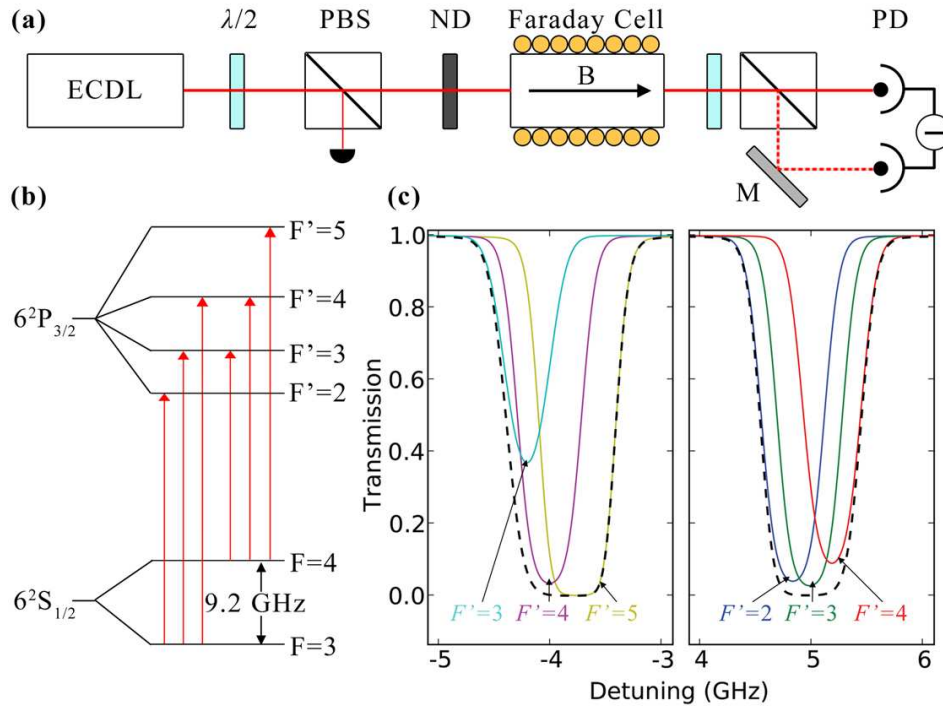 (a)
λ/2
PBS
ND
Faraday Cell
PD
ECDL
B
M
(b)
F'=5
F'=4
6²P₃/₂
F'=3
F'=2
F=4
6²S₁/₂
9.2 GHz
F=3
(c)
Transmission
1.0
0.8
0.6
0.4
0.2
0.0
F'=3
F'=4
F'=5
F'=2
F'=3
F'=4
-5
-4
-3
4
5
6
Detuning (GHz)